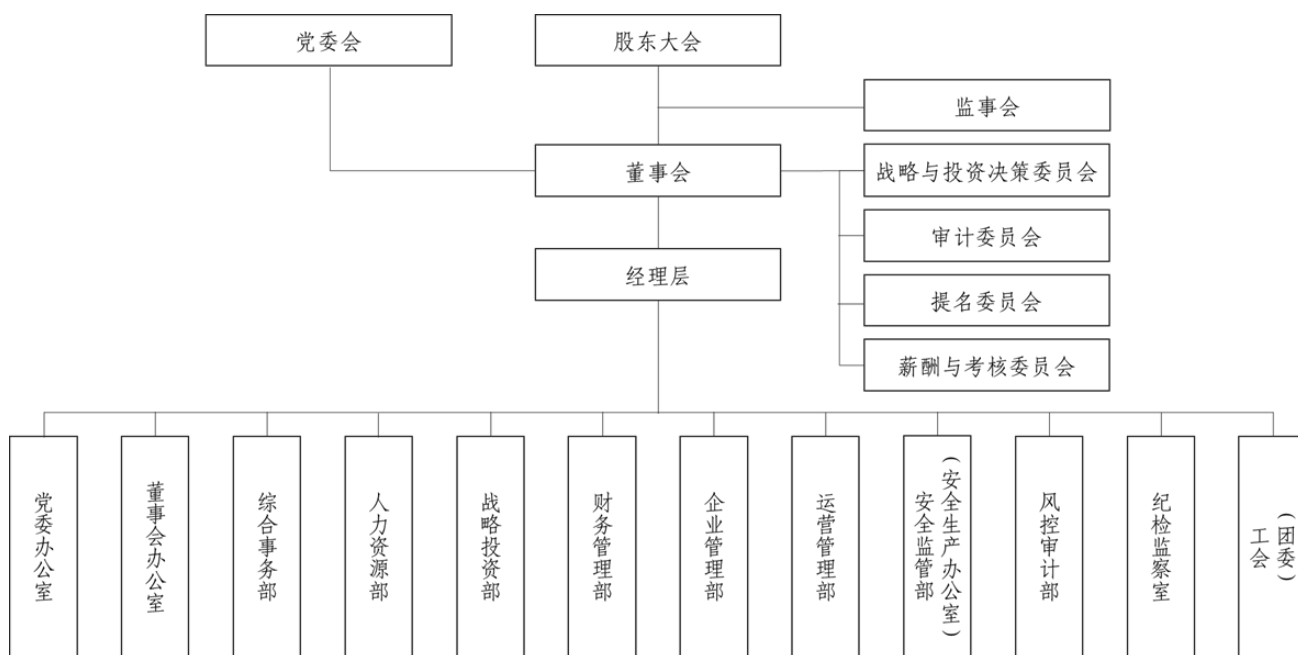 党委会
股东大会
监事会
董事会
战略与投资决策委员会
审计委员会
经理层
提名委员会
薪酬与考核委员会
党委办公室
董事会办公室
综合事务部
人力资源部
战略投资部
财务管理部
企业管理部
运营管理部
安全监管部
（安全生产办公室）
风控审计部
纪检监察室
工会
（团委）